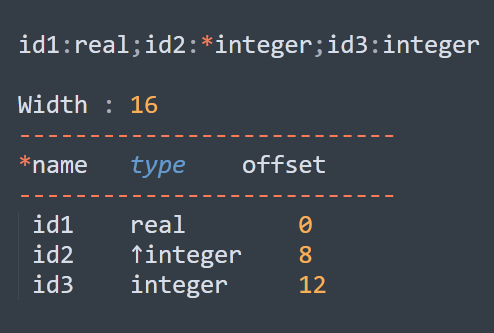 id1:real;id2:*integer;id3:integer
Width : 16
---------------------------
*name type offset
---------------------------
id1 real 0
id2 ↑integer 8
id3 integer 12